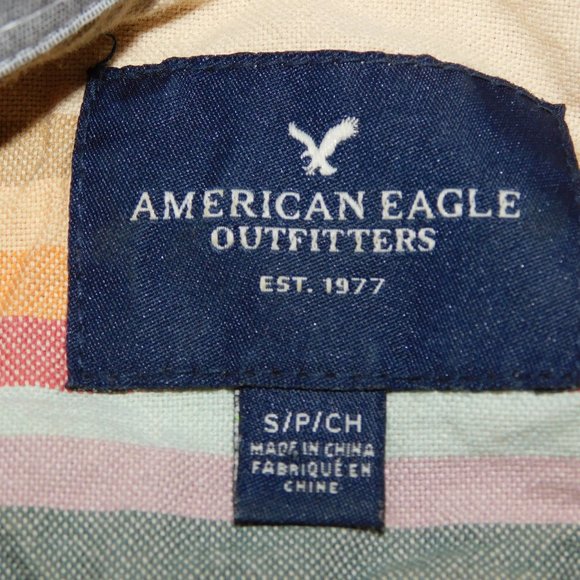 AMERICAN EAGLE
OUTFITTERS
EST. 1977
S/P/CH
MADE IN CHINA
FABRIQUÉ EN
CHINE